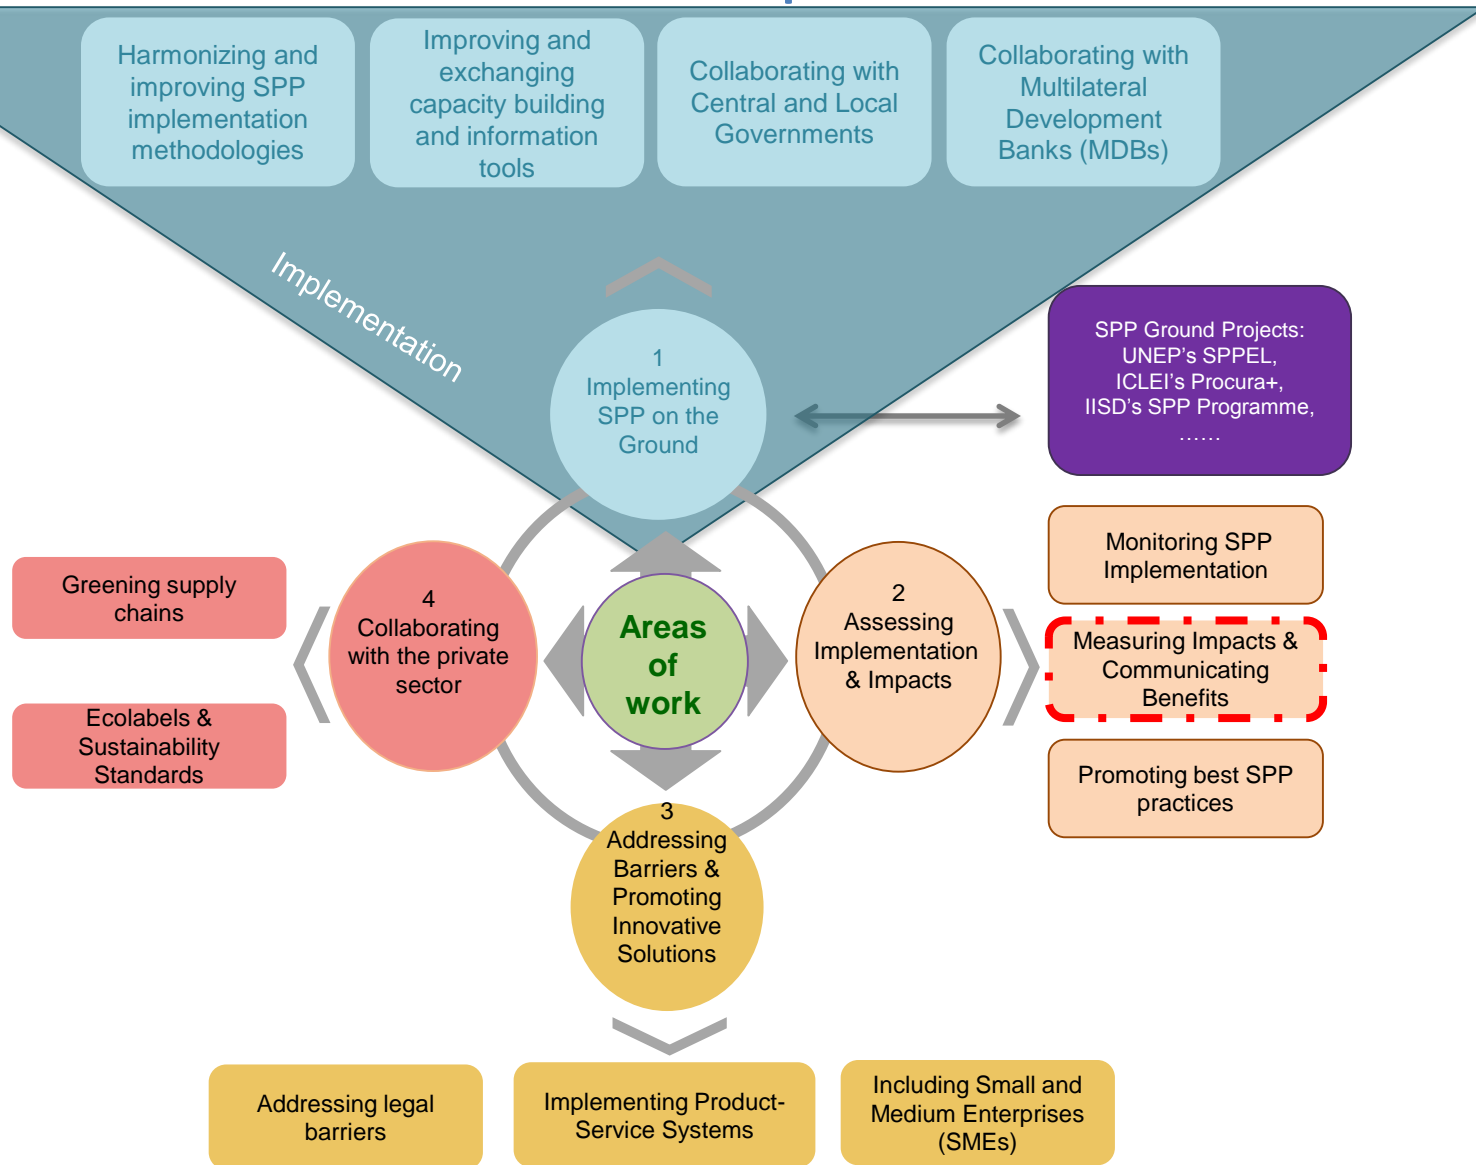 Harmonizing and
improving SPP
implementation
methodologies
Improving and
exchanging
capacity building
and information
tools
Collaborating with
Central and Local
Governments
Collaborating with
Multilateral
Development
Banks (MDBs)
Implementation
1
Implementing
SPP on the
Ground
SPP Ground Projects:
UNEP's SPPEL,
ICLEI's Procura+,
IISD's SPP Programme,
......
Areas
of
work
2
Assessing
Implementation
& Impacts
Monitoring SPP
Implementation
Measuring Impacts &
Communicating
Benefits
Promoting best SPP
practices
4
Collaborating
with the private
sector
Greening supply
chains
Ecolabels &
Sustainability
Standards
3
Addressing
Barriers &
Promoting
Innovative
Solutions
Addressing legal
barriers
Implementing Product-
Service Systems
Including Small and
Medium Enterprises
(SMEs)